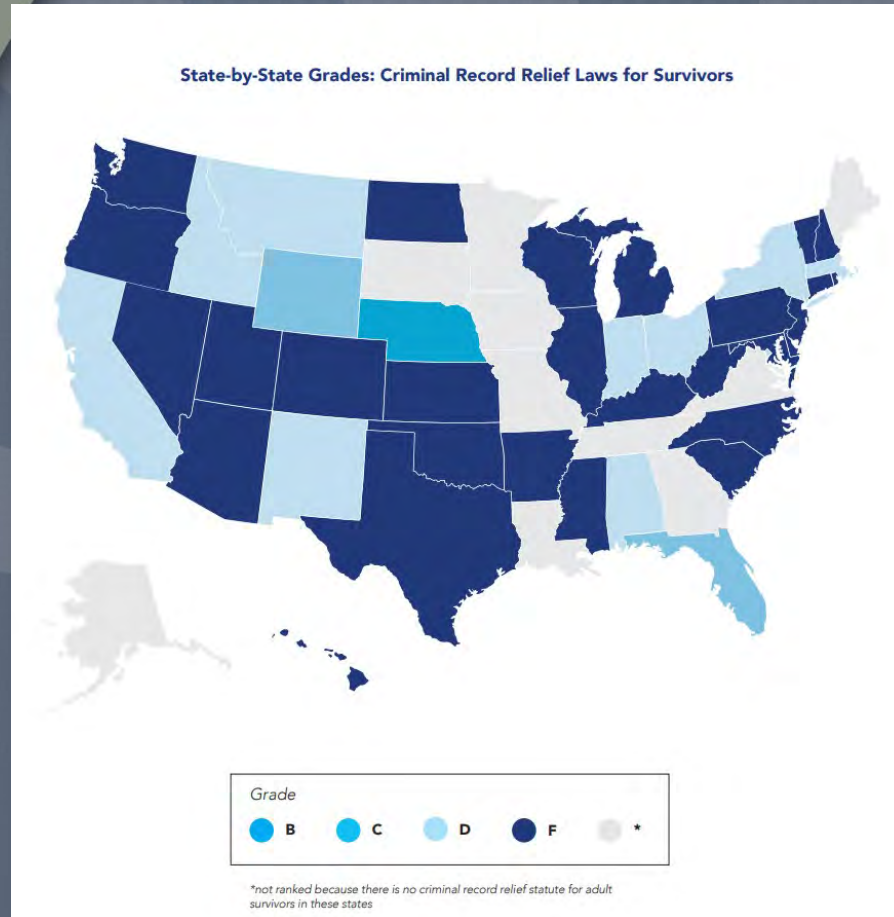 State-by-State Grades: Criminal Record Relief Laws for Survivors
Grade
B C D F *
*not ranked because there is no criminal record relief statute for adult
survivors in these states